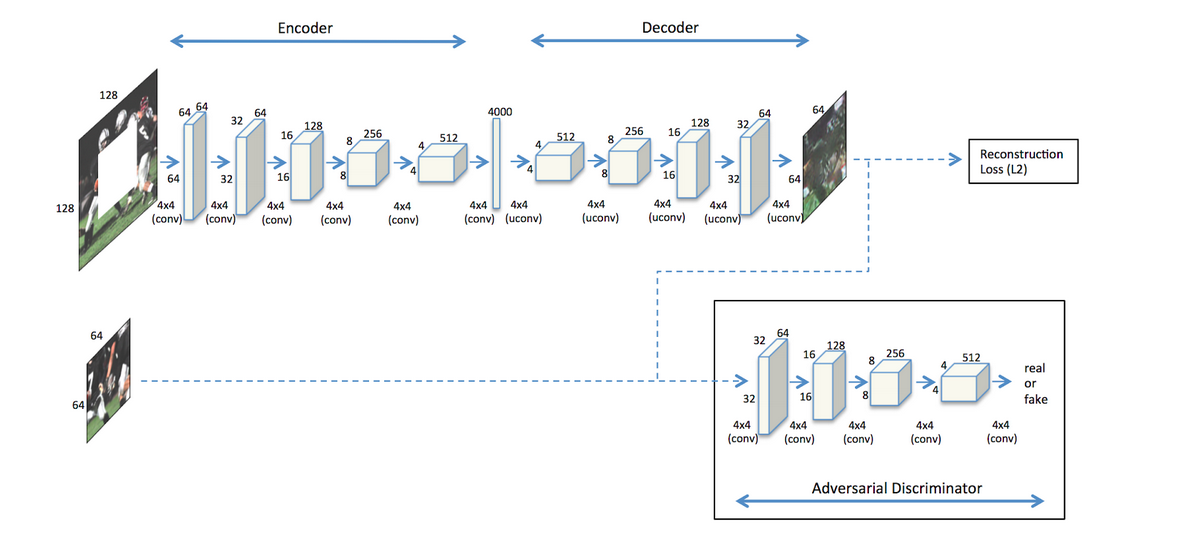 Encoder
Decoder
128
128
64 64
64
4x4
(conv)
32 64
32
4x4
(conv)
16 128
16
4x4
(conv)
8 256
8
4x4
(conv)
4 512
4
4x4
(conv)
4000
4x4
(conv)
4 512
4
4x4
(uconv)
8 256
8
4x4
(uconv)
16 128
16
4x4
(uconv)
32 64
32
4x4
(uconv)
64
64
4x4
(uconv)
Reconstruction
Loss (L2)
64
64
32 64
32
4x4
(conv)
16 128
16
4x4
(conv)
8 256
8
4x4
(conv)
4 512
4
4x4
(conv)
real
or
fake
4x4
(conv)
Adversarial Discriminator